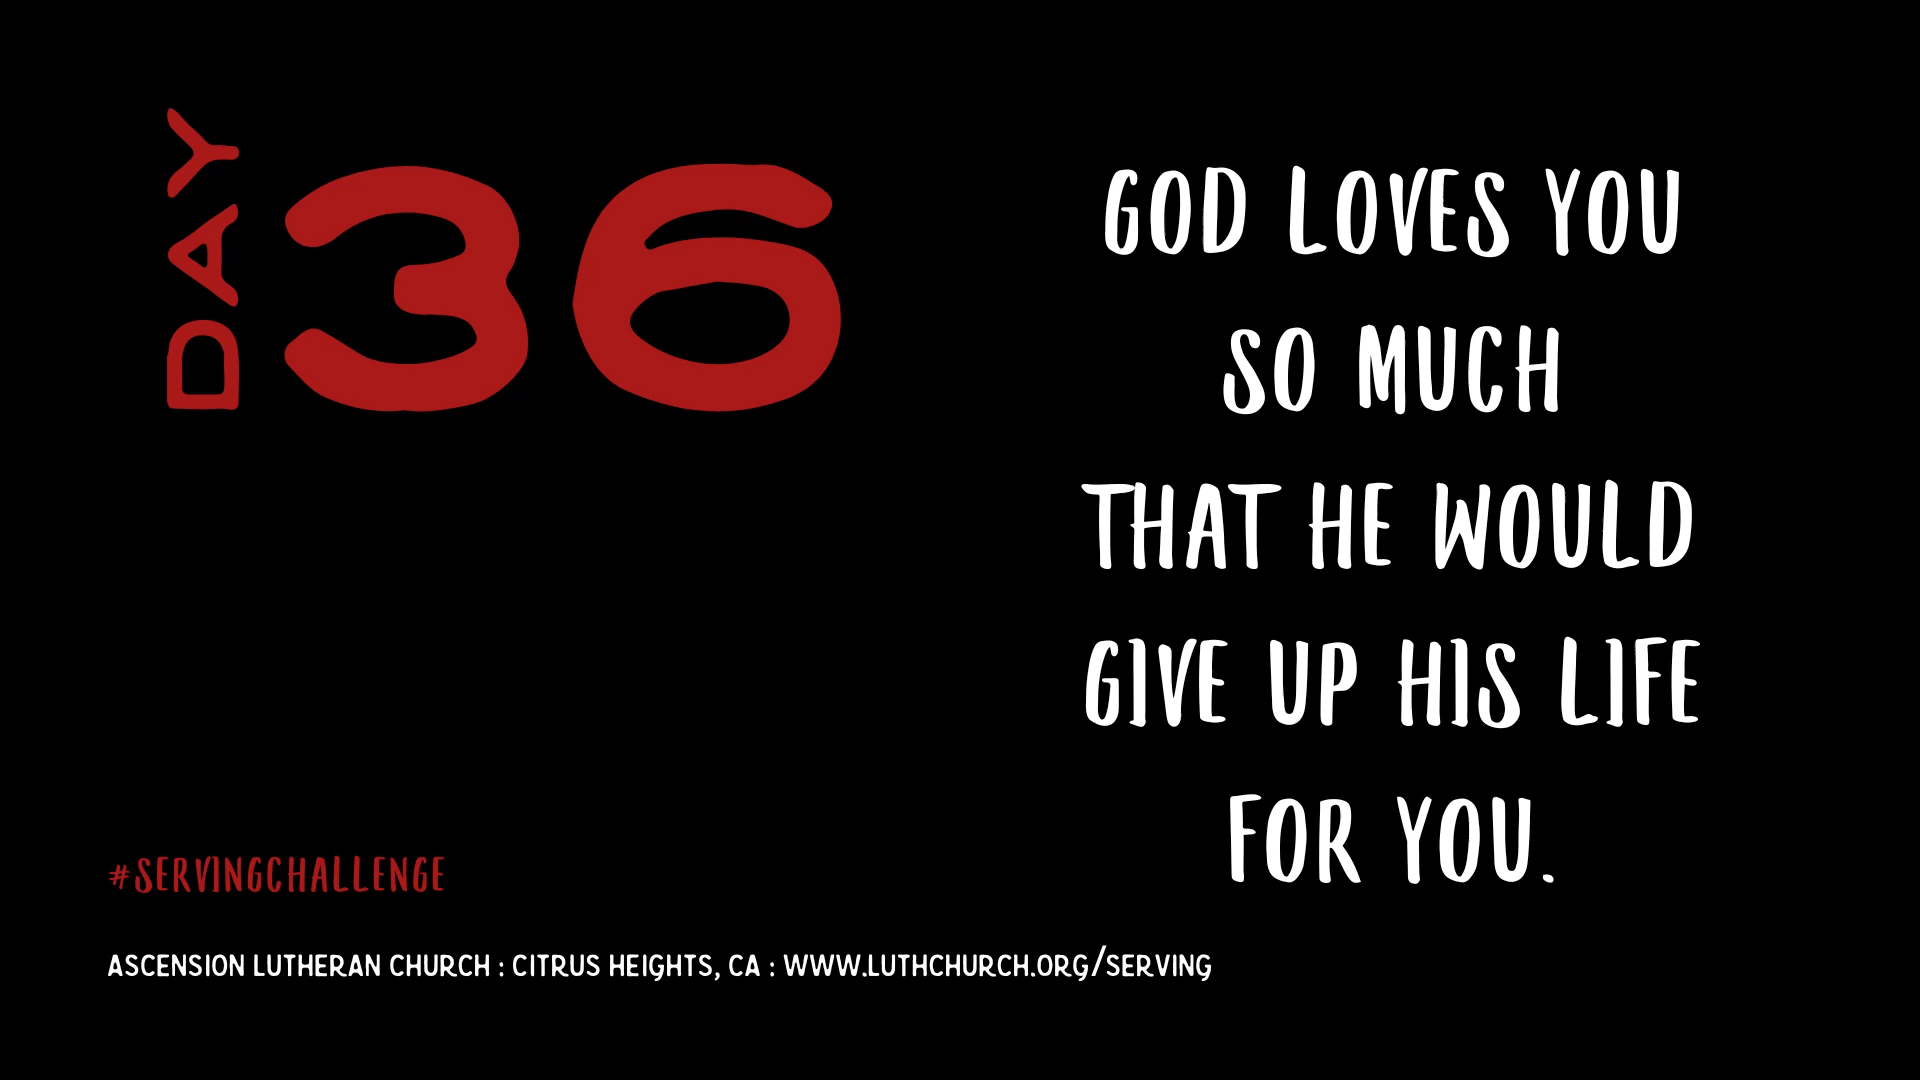 DAY 36
GOD LOVES YOU
SO MUCH
THAT HE WOULD
GIVE UP HIS LIFE
FOR YOU.
#SERVINGCHALLENGE
ASCENSION LUTHERAN CHURCH : CITRUS HEIGHTS, CA : WWW.LUTHCHURCH.ORG/SERVING